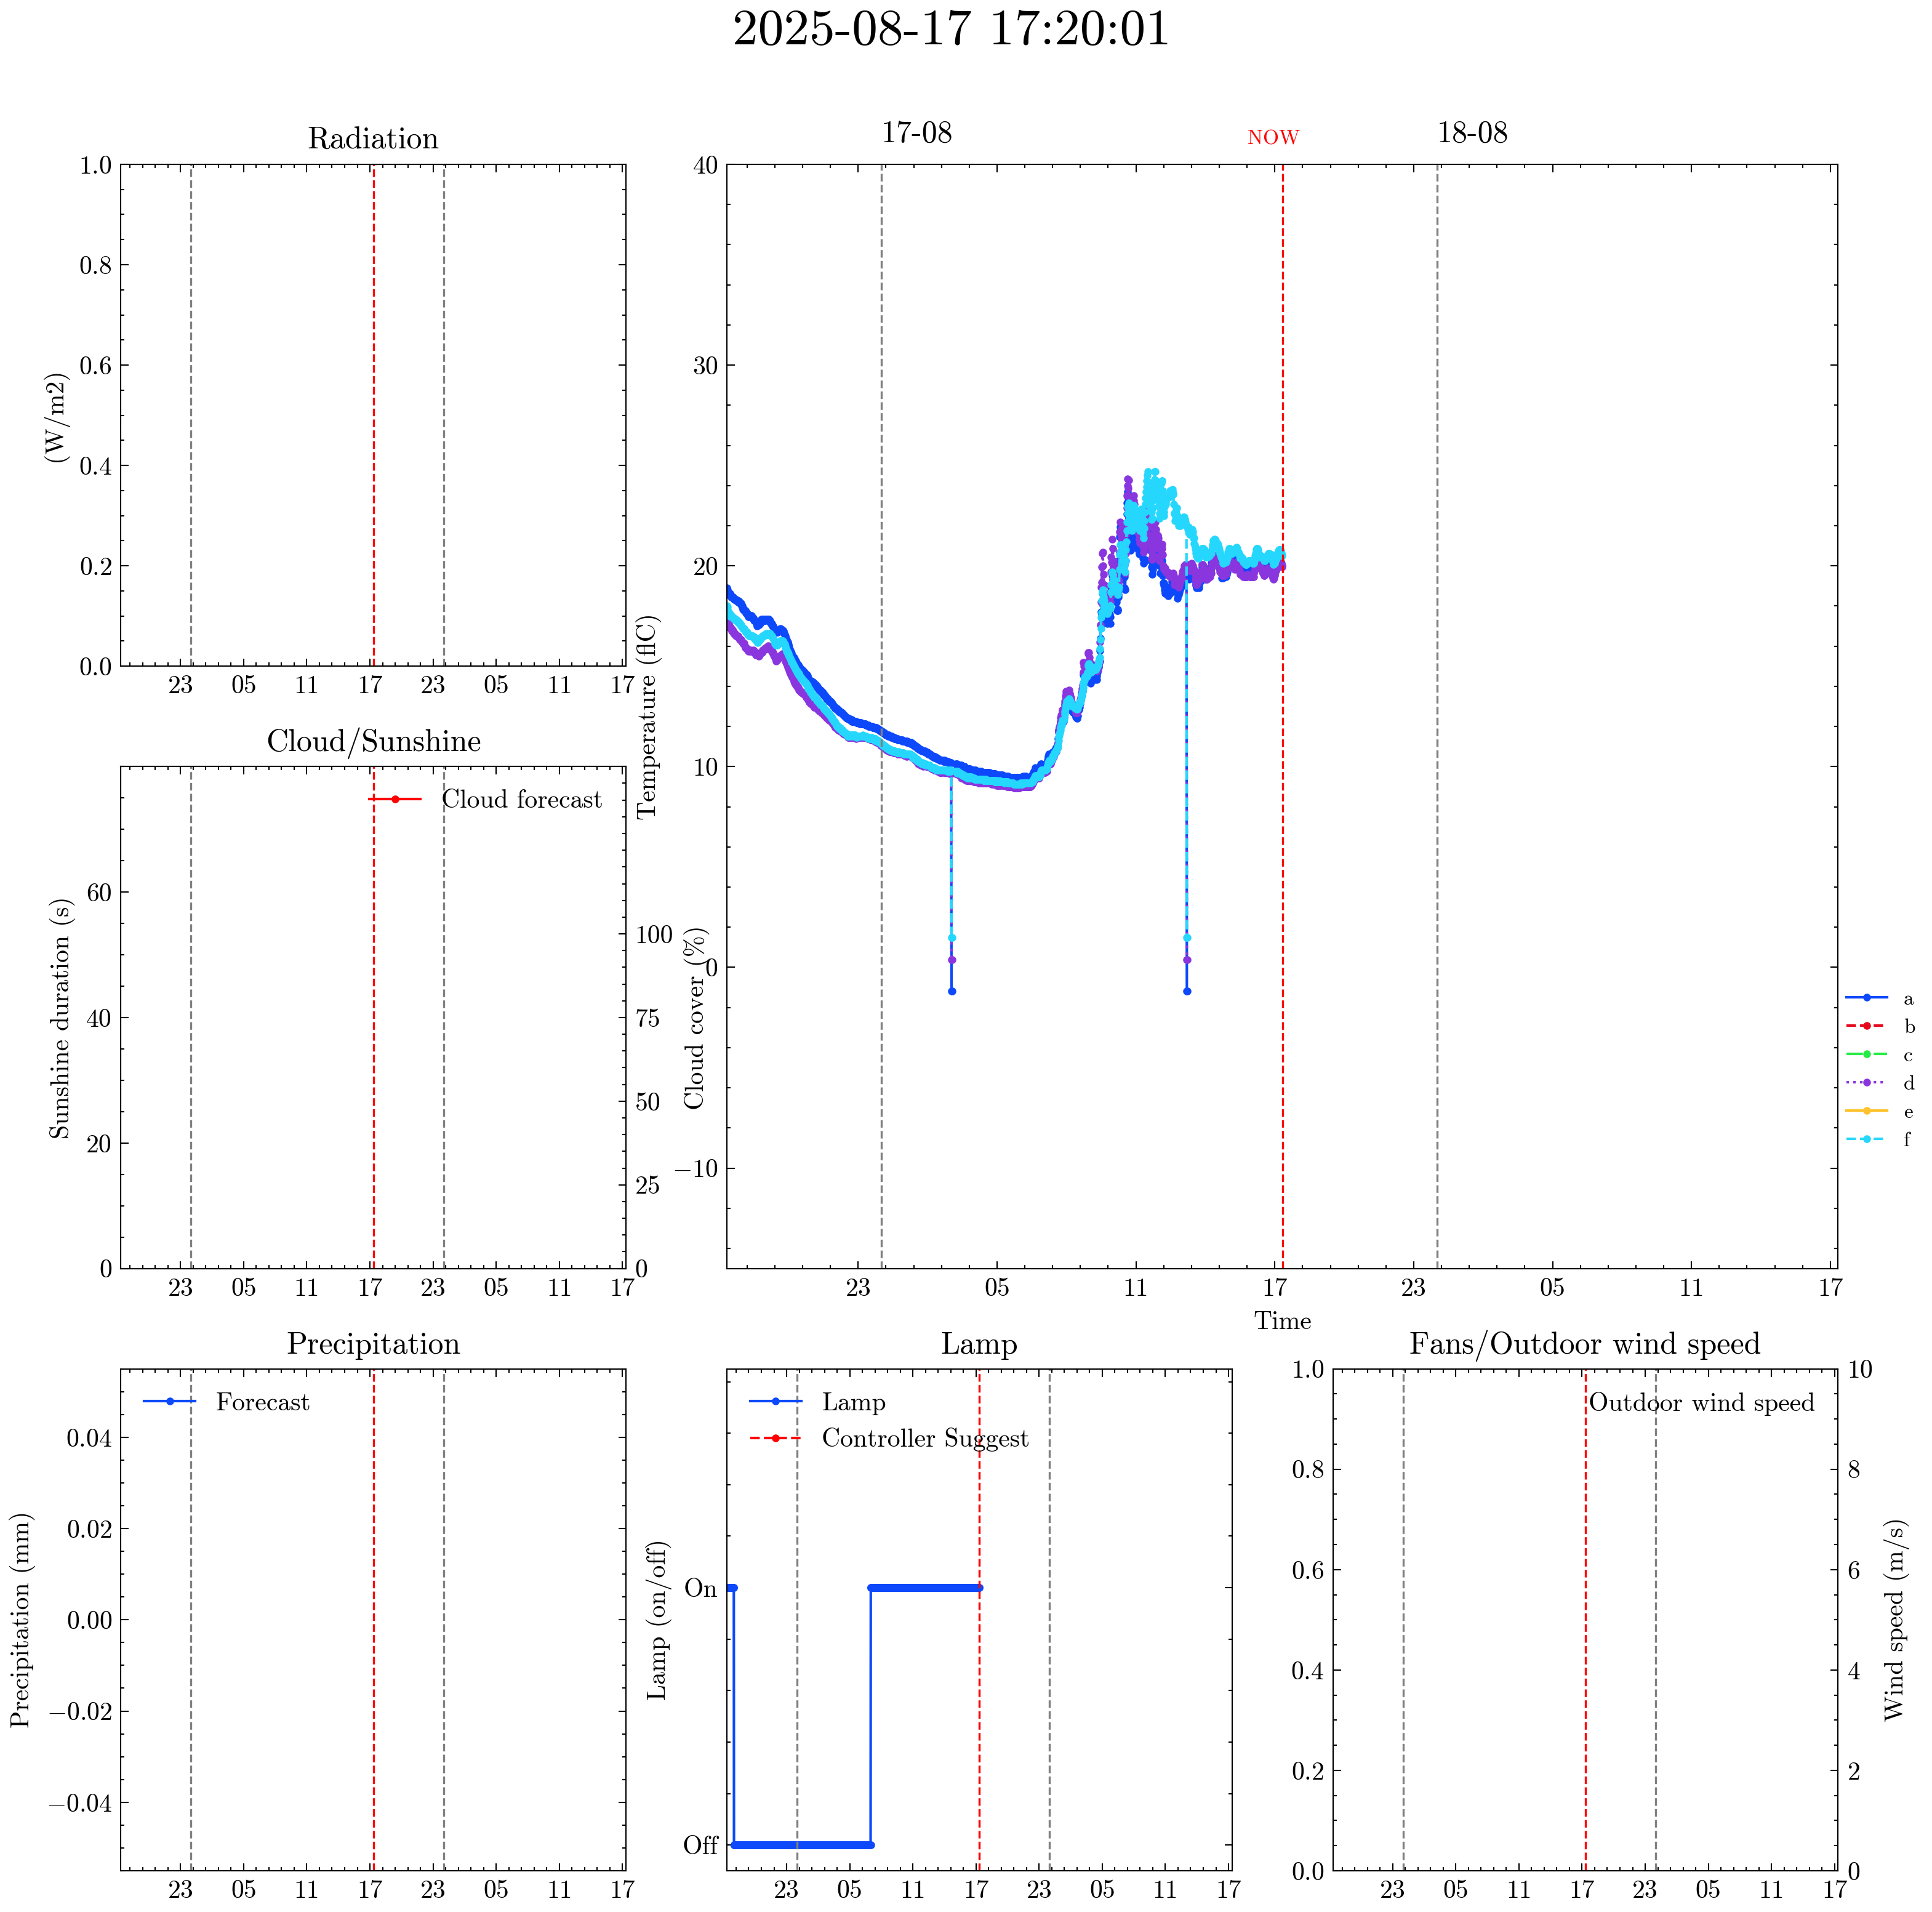 2025-08-17 17:20:01
Radiation
(W/m2)
1.0
0.8
0.6
0.4
0.2
0.0
23 05 11 17 23 05 11 17
17-08
NOW
18-08
Temperature (flC)
40
30
20
10
0
−10
23 05 11 17 23 05 11 17
Time
a
b
c
d
e
f
Cloud/Sunshine
Cloud forecast
Sunshine duration (s)
60
40
20
0
Cloud cover (%)
100
75
50
25
0
23 05 11 17 23 05 11 17
Precipitation
Forecast
Precipitation (mm)
0.04
0.02
0.00
−0.02
−0.04
23 05 11 17 23 05 11 17
Lamp
Lamp
Controller Suggest
Lamp (on/off)
On
Off
23 05 11 17 23 05 11 17
Fans/Outdoor wind speed
Outdoor wind speed
1.0
0.8
0.6
0.4
0.2
0.0
Wind speed (m/s)
10
8
6
4
2
0
23 05 11 17 23 05 11 17